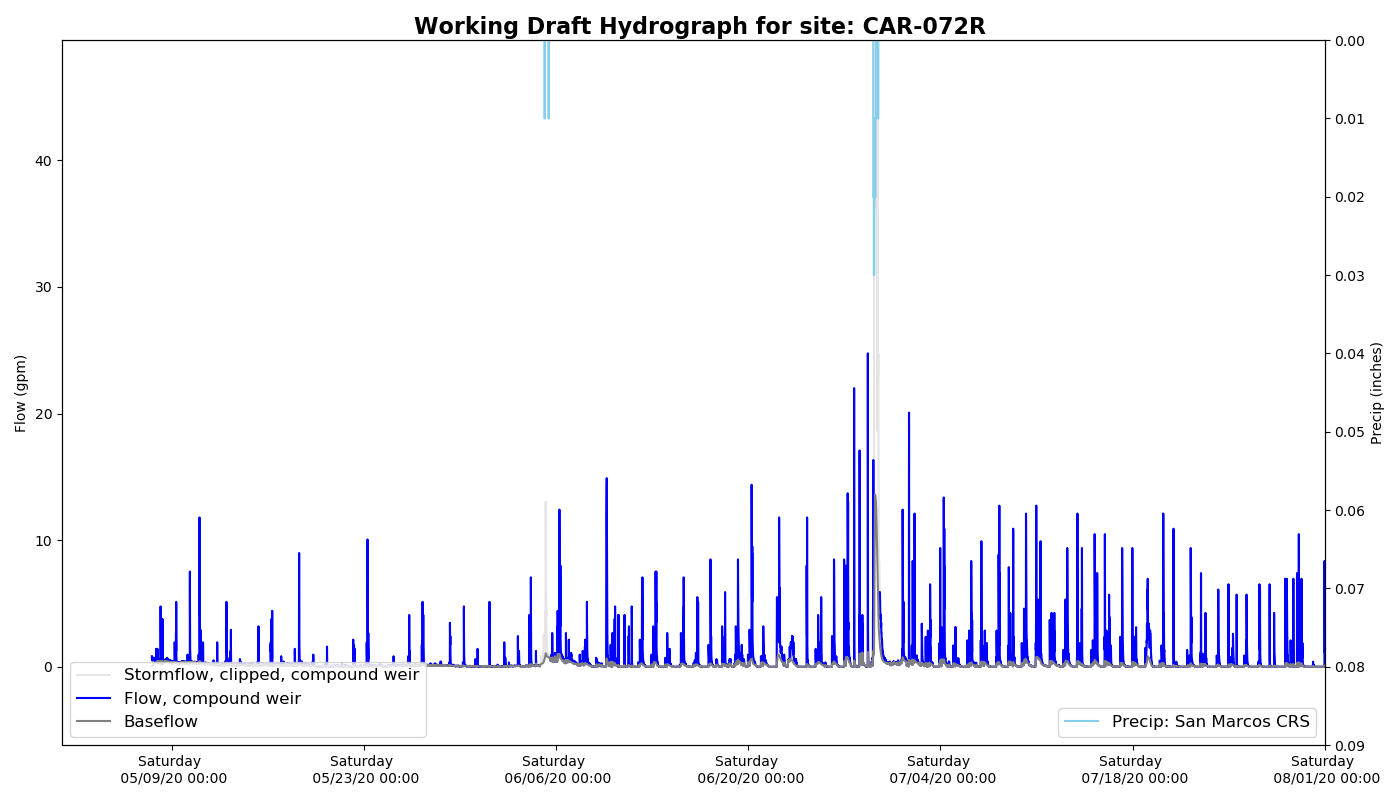 Working Draft Hydrograph for site: CAR-072R
Flow (gpm)
40
30
20
10
0
0.00
0.01
0.02
0.03
0.04
0.05
0.06
0.07
0.08
0.09
Precip (inches)
Stormflow, clipped, compound weir
Flow, compound weir
Baseflow
Precip: San Marcos CRS
Saturday
05/09/20 00:00
Saturday
05/23/20 00:00
Saturday
06/06/20 00:00
Saturday
06/20/20 00:00
Saturday
07/04/20 00:00
Saturday
07/18/20 00:00
Saturday
08/01/20 00:00